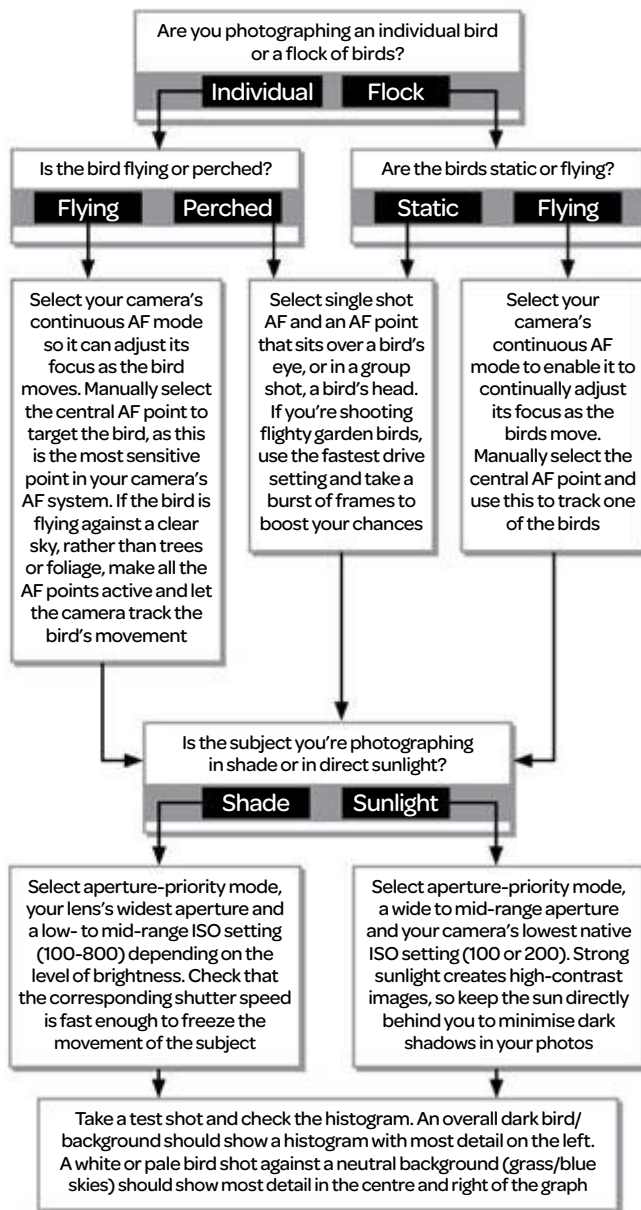 Are you photographing an individual bird
or a flock of birds?
Individual
Flock
Is the bird flying or perched?
Flying
Perched
Are the birds static or flying?
Static
Flying
Select your camera's
continuous AF mode
so it can adjust its
focus as the bird
moves. Manually select
the central AF point to
target the bird, as this
is the most sensitive
point in your camera's
AF system. If the bird is
flying against a clear
sky, rather than trees
or foliage, make all the
AF points active and let
the camera track the
bird's movement
Select single shot
AF and an AF point
that sits over a bird's
eye, or in a group
shot, a bird's head.
If you're shooting
flighty garden birds,
use the fastest drive
setting and take a
burst of frames to
boost your chances
Select your
camera's
continuous AF
mode to enable it to
continually adjust
its focus as the
birds move.
Manually select the
central AF point and
use this to track one
of the birds
Is the subject you're photographing
in shade or in direct sunlight?
Shade
Sunlight
Select aperture-priority mode,
your lens's widest aperture and
a low- to mid-range ISO setting
(100-800) depending on the
level of brightness. Check that
the corresponding shutter speed
is fast enough to freeze the
movement of the subject
Select aperture-priority mode,
a wide to mid-range aperture
and your camera's lowest native
ISO setting (100 or 200). Strong
sunlight creates high-contrast
images, so keep the sun directly
behind you to minimise dark
shadows in your photos
Take a test shot and check the histogram. An overall dark bird/
background should show a histogram with most detail on the left.
A white or pale bird shot against a neutral background (grass/blue
skies) should show most detail in the centre and right of the graph